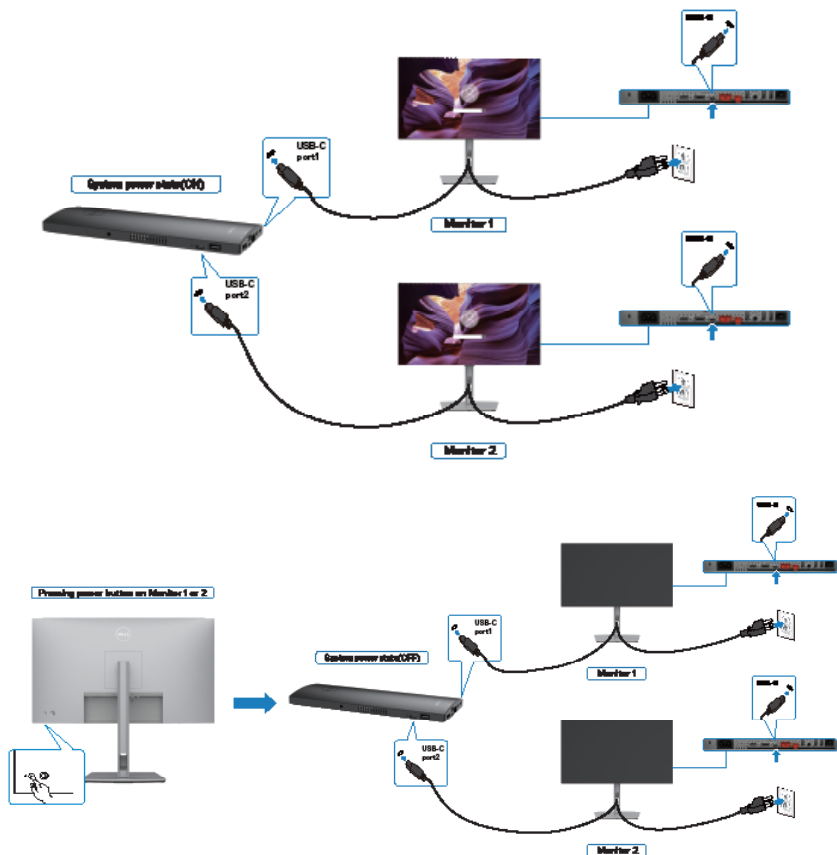 USB-C
USB-C
port1
System power state(ON)
Monitor 1
USB-C
USB-C
port2
Monitor 2
USB-C
Pressing power button on Monitor 1 or 2
DELL
USB-C
port1
System power state(OFF)
Monitor 1
USB-C
USB-C
port2
Monitor 2